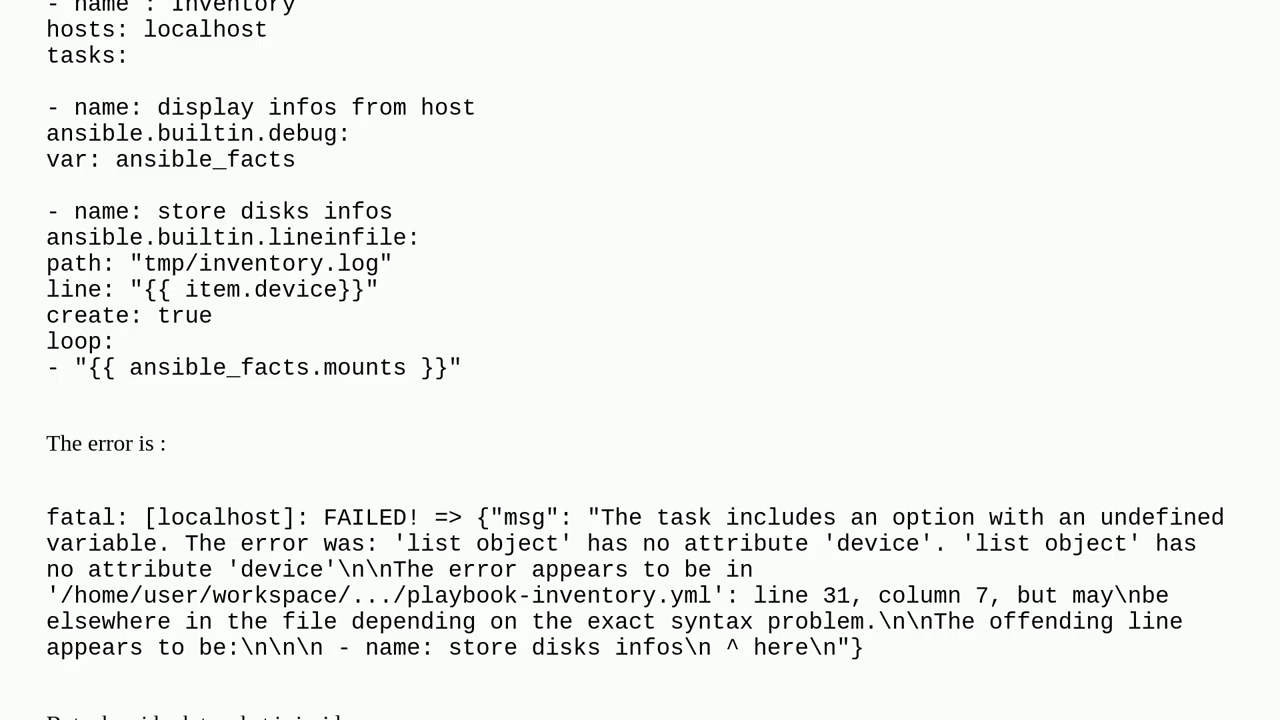 - name : Inventory
hosts: localhost
tasks:
- name: display infos from host
ansible.builtin.debug:
var: ansible_facts
- name: store disks infos
ansible.builtin.lineinfile:
path: "tmp/inventory.log"
line: "{{ item.device}}"
create: true
loop:
- "{{ ansible_facts.mounts }}"
The error is :
fatal: [localhost]: FAILED! => {"msg": "The task includes an option with an undefined
variable. The error was: 'list object' has no attribute 'device'. 'list object' has
no attribute 'device'\n\nThe error appears to be in
'/home/user/workspace/.../playbook-inventory.yml': line 31, column 7, but may\nbe
elsewhere in the file depending on the exact syntax problem.\n\nThe offending line
appears to be:\n\n\n - name: store disks infos\n ^ here\n"}